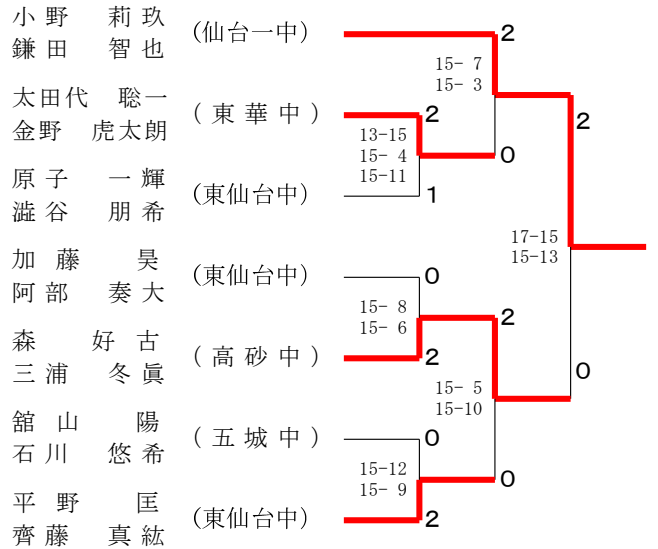 小野 莉玖
鎌田 智也
(仙台一中)
2
15- 7
15- 3
太田代 聡一
金野 虎太朗
(東華中)
2
2
13-15
15- 4
15-11
0
原子 一輝
澁谷 朋希
(東仙台中)
1
17-15
15-13
加藤 昊
阿部 奏大
(東仙台中)
0
15- 8
15- 6
2
森 好古
三浦 冬眞
(高砂中)
2
0
15- 5
15-10
舘山 陽
石川 悠希
(五城中)
0
15-12
15- 9
0
平野 匡
齊藤 真紘
(東仙台中)
2